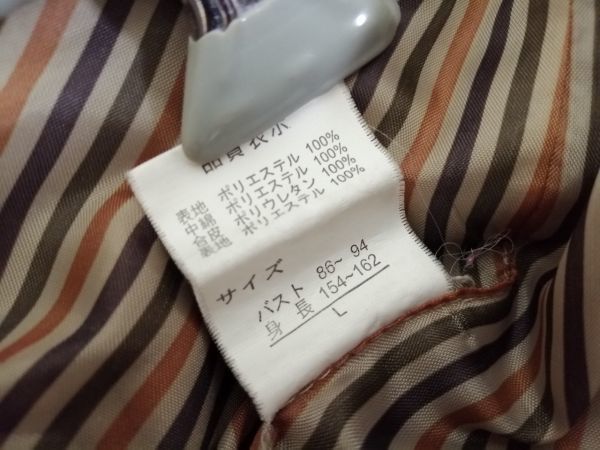 品質表示
表地 ポリエステル 100%
中綿 ポリエステル 100%
合皮 ポリウレタン 100%
裏地 ポリエステル 100%
サイズ
バスト 86~ 94
身 長 154~162
L